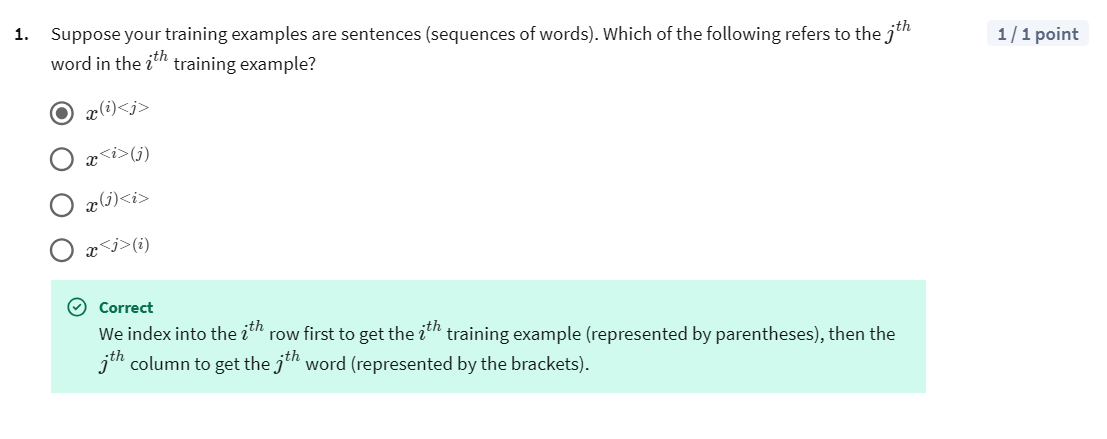 1. Suppose your training examples are sentences (sequences of words). Which of the following refers to the j^th 1 / 1 point
word in the i^th training example?
x^(i)<j>
x^<i>(j)
x^(j)<i>
x^<j>(i)
Correct
We index into the i^th row first to get the i^th training example (represented by parentheses), then the
j^th column to get the j^th word (represented by the brackets).